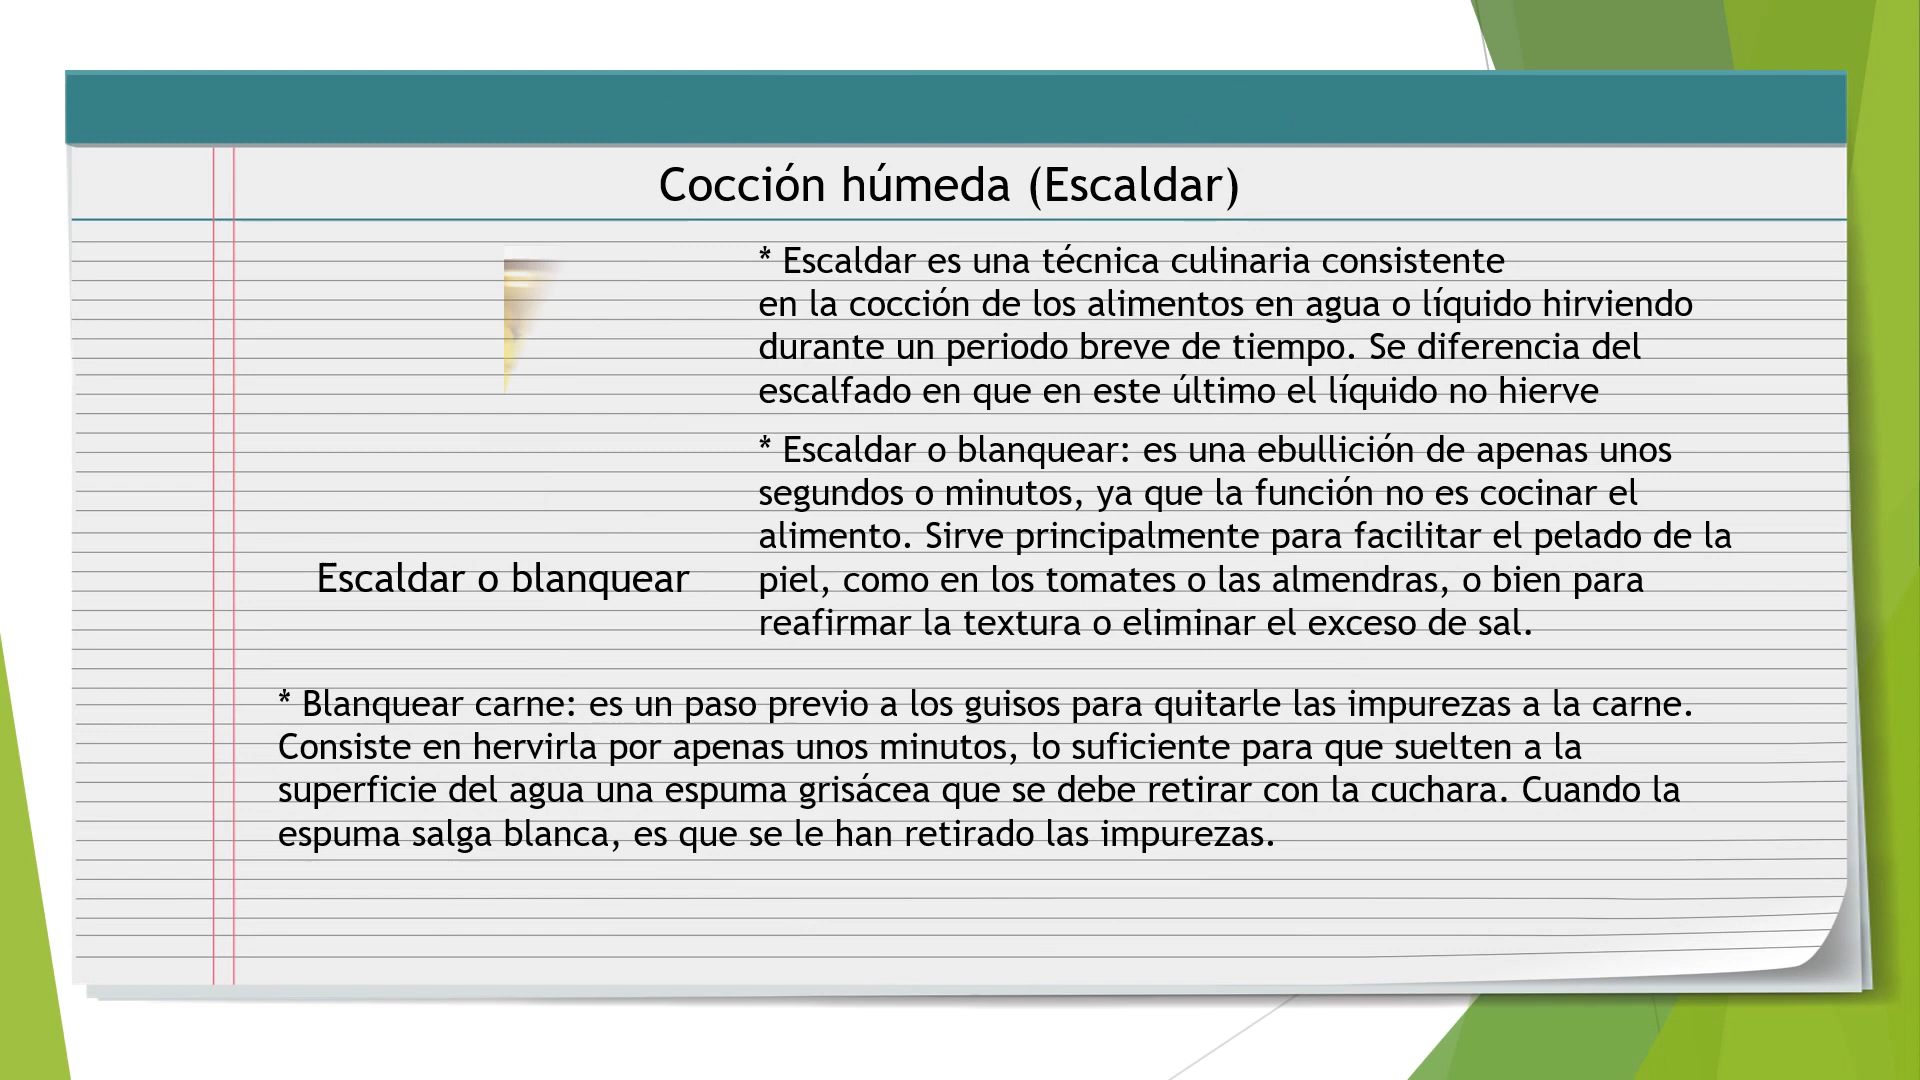 Cocción húmeda (Escaldar)
* Escaldar es una técnica culinaria consistente
en la cocción de los alimentos en agua o líquido hirviendo
durante un periodo breve de tiempo. Se diferencia del
escalfado en que en este último el líquido no hierve
* Escaldar o blanquear: es una ebullición de apenas unos
segundos o minutos, ya que la función no es cocinar el
alimento. Sirve principalmente para facilitar el pelado de la
piel, como en los tomates o las almendras, o bien para
reafirmar la textura o eliminar el exceso de sal.
Escaldar o blanquear
* Blanquear carne: es un paso previo a los guisos para quitarle las impurezas a la carne.
Consiste en hervirla por apenas unos minutos, lo suficiente para que suelten a la
superficie del agua una espuma grisácea que se debe retirar con la cuchara. Cuando la
espuma salga blanca, es que se le han retirado las impurezas.